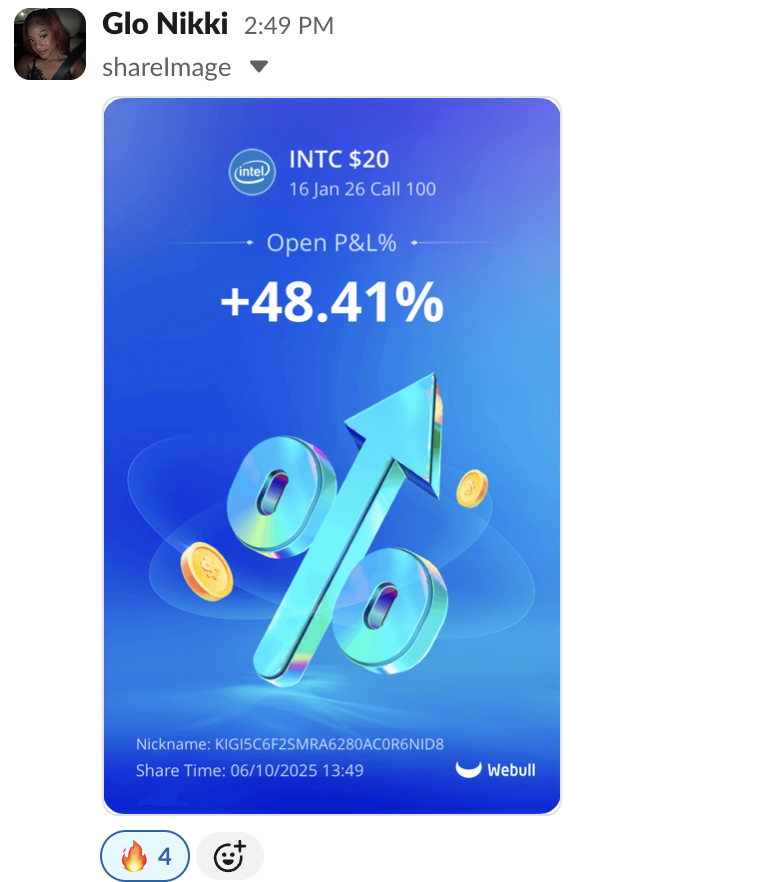 Glo Nikki 2:49 PM
shareImage
intel
INTC $20
16 Jan 26 Call 100
Open P&L%
+48.41%
Nickname: KIGI5C6F2SMRA6280AC0R6NID8
Share Time: 06/10/2025 13:49
Webull
4